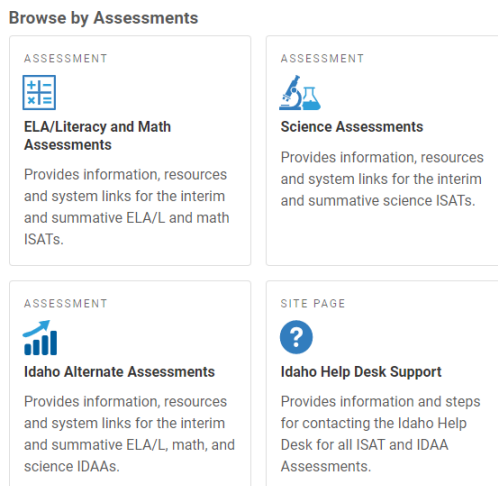 Browse by Assessments
ASSESSMENT
ELA/Literacy and Math
Assessments
Provides information, resources
and system links for the interim
and summative ELA/L and math
ISATs.
ASSESSMENT
Science Assessments
Provides information, resources
and system links for the interim
and summative science ISATs.
ASSESSMENT
Idaho Alternate Assessments
Provides information, resources
and system links for the interim
and summative ELA/L, math, and
science IDAAs.
SITE PAGE
Idaho Help Desk Support
Provides information and steps
for contacting the Idaho Help
Desk for all ISAT and IDAA
Assessments.